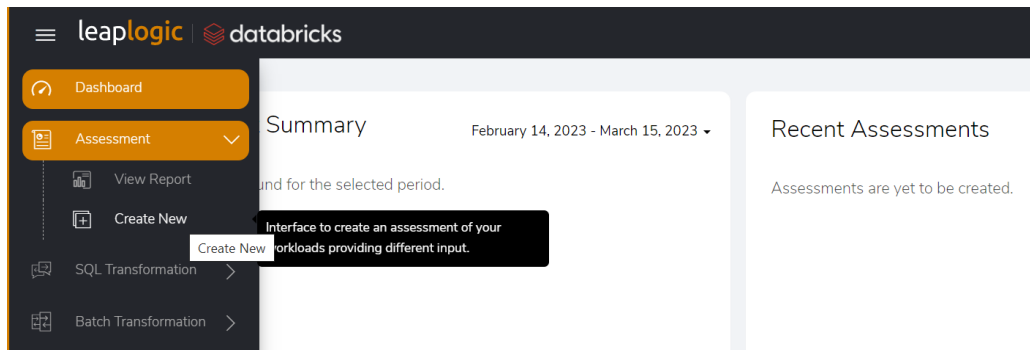 leaplogic databricks
Dashboard
Assessment
View Report
Create New
SQL Transformation
Batch Transformation
Summary
February 14, 2023 - March 15, 2023
und for the selected period.
Interface to create an assessment of your
workloads providing different input.
Create New
Recent Assessments
Assessments are yet to be created.